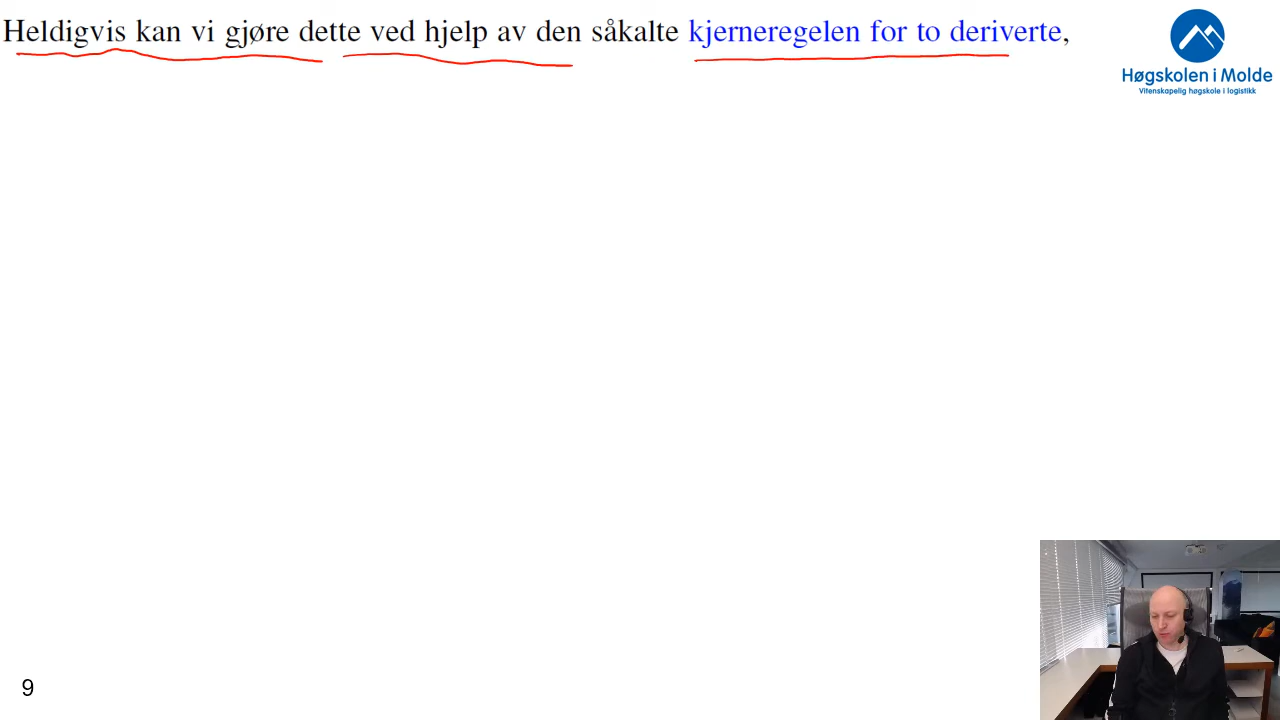 Heldigvis kan vi gjøre dette ved hjelp av den såkalte kjerneregelen for to deriverte,
Høgskolen i Molde
Vitenskapelig høgskole i logistikk
9